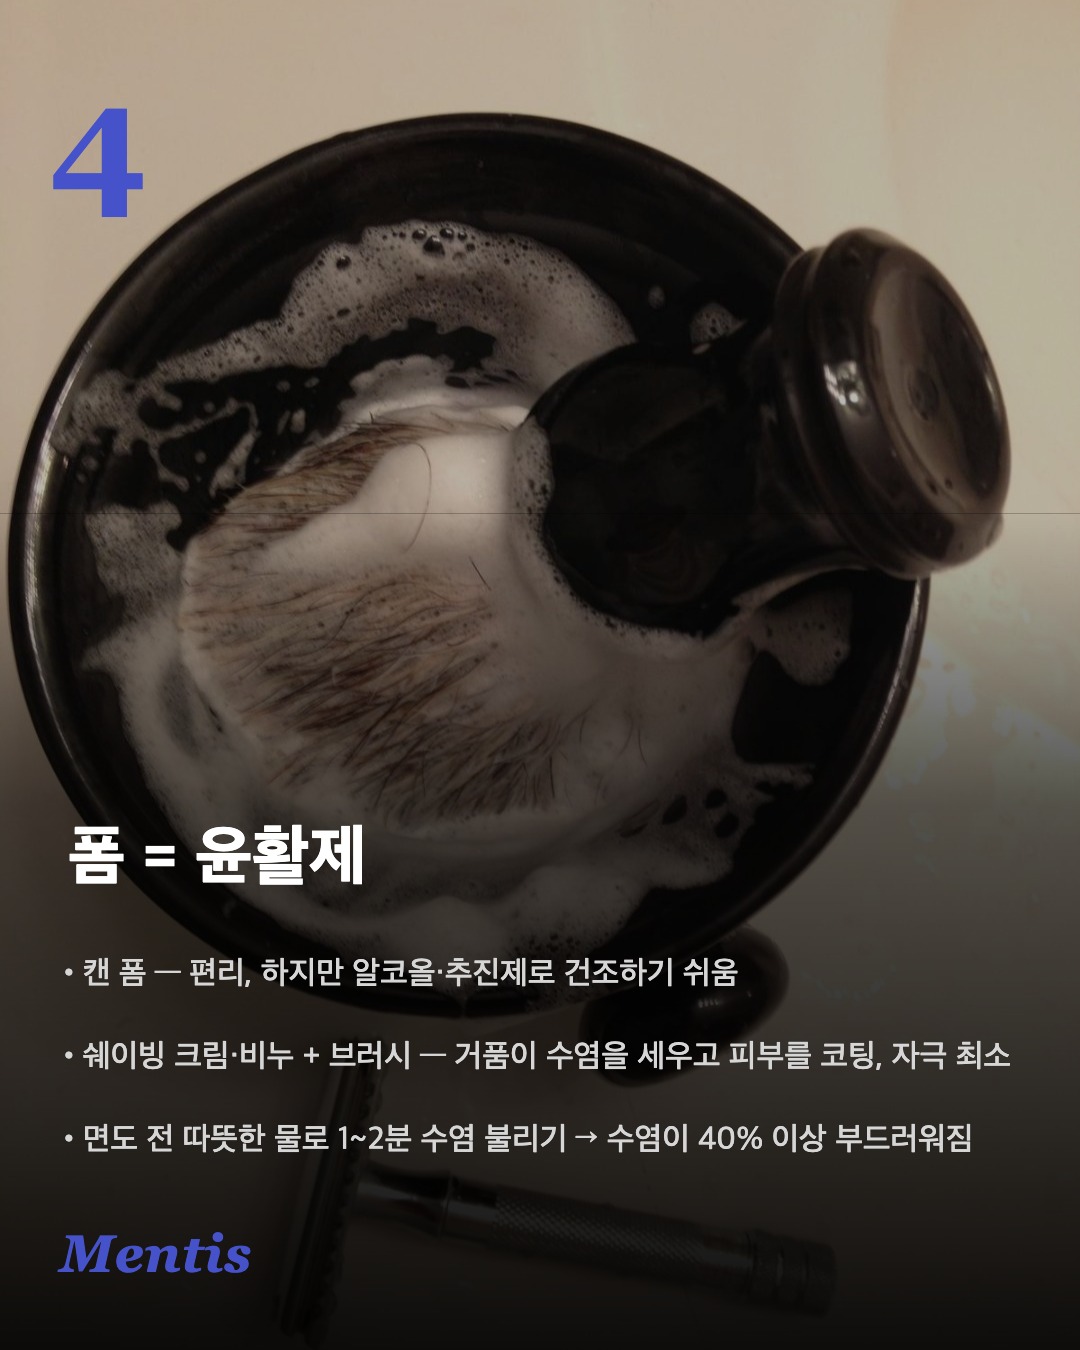 4
폼 = 윤활제
• 캔 폼 — 편리, 하지만 알코올·추진제로 건조하기 쉬움
• 쉐이빙 크림·비누 + 브러시 — 거품이 수염을 세우고 피부를 코팅, 자극 최소
• 면도 전 따뜻한 물로 1~2분 수염 불리기 → 수염이 40% 이상 부드러워짐
Mentis